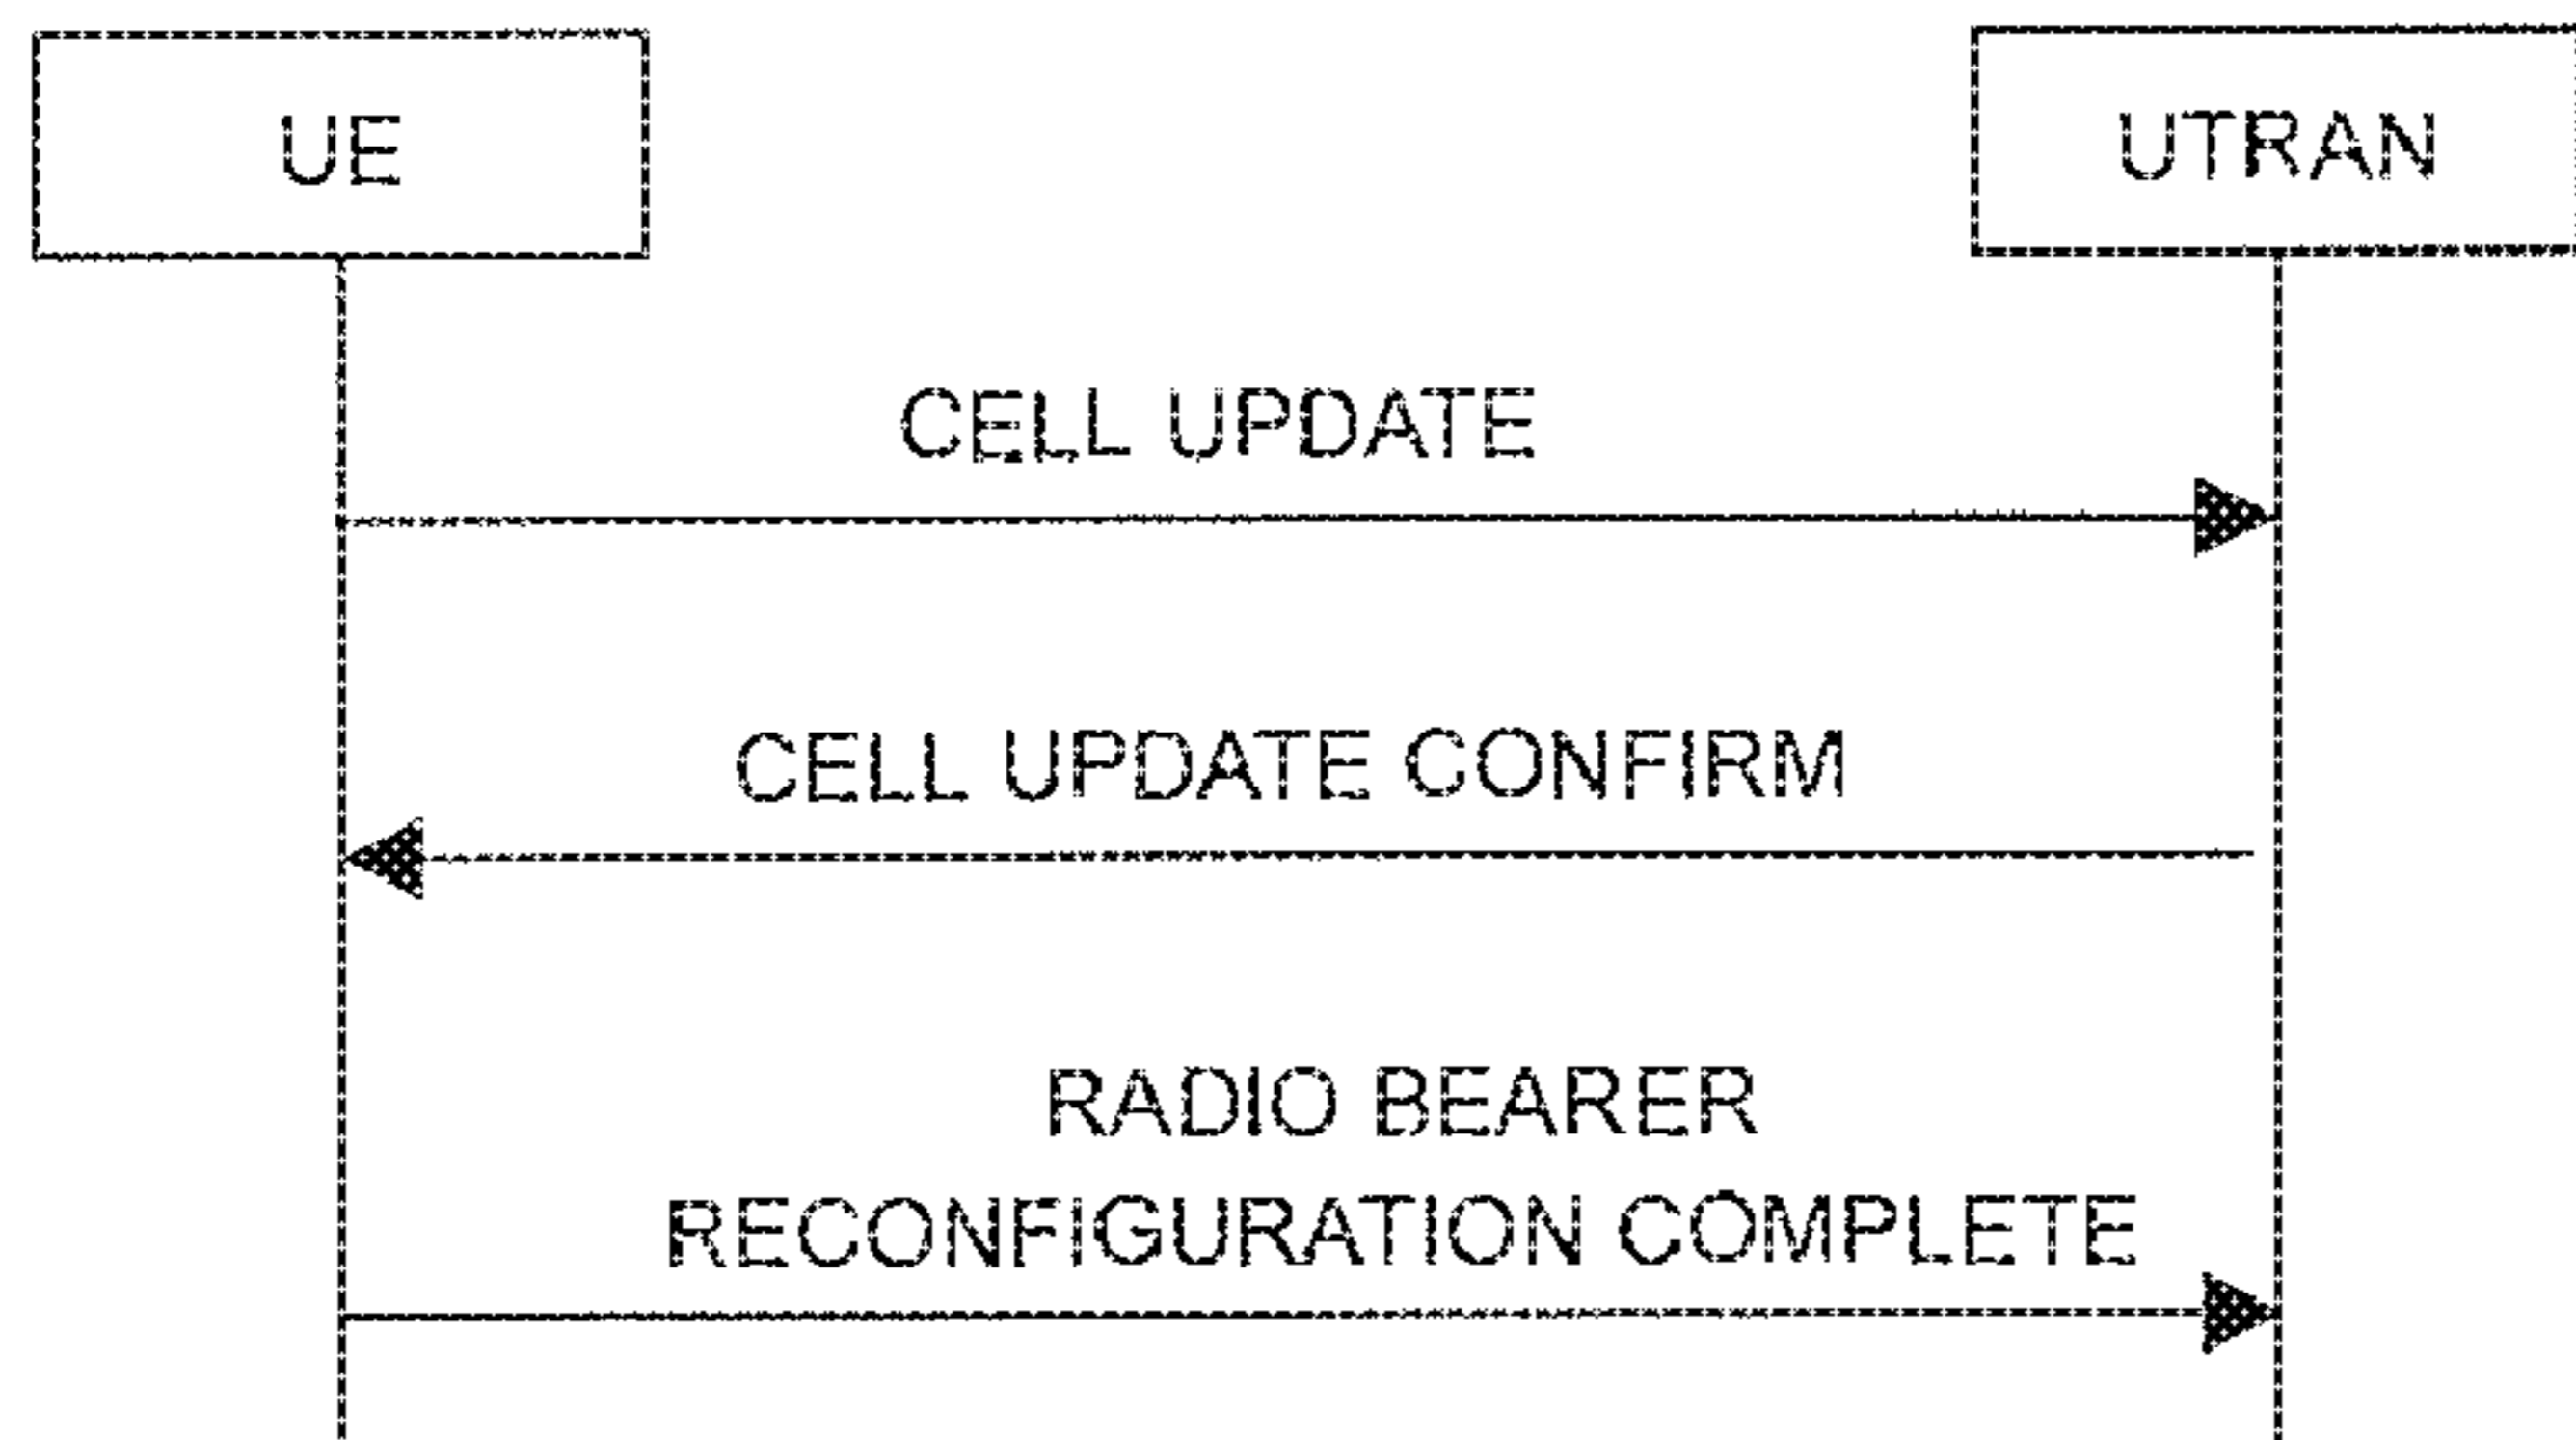 UE
UTRAN
CELL UPDATE
CELL UPDATE CONFIRM
RADIO BEARER
RECONFIGURATION COMPLETE